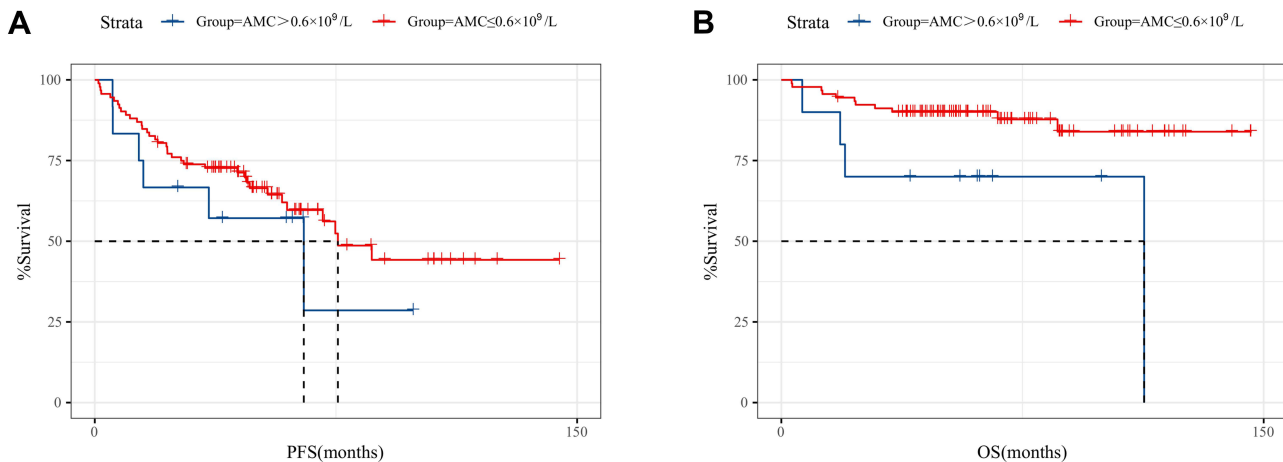 A
Strata Group=AMC＞0.6×10⁹/L Group=AMC≤0.6×10⁹/L
100
75
50
25
0
%Survival
0 150
PFS(months)
B
Strata Group=AMC＞0.6×10⁹/L Group=AMC≤0.6×10⁹/L
100
75
50
25
0
%Survival
0 150
OS(months)